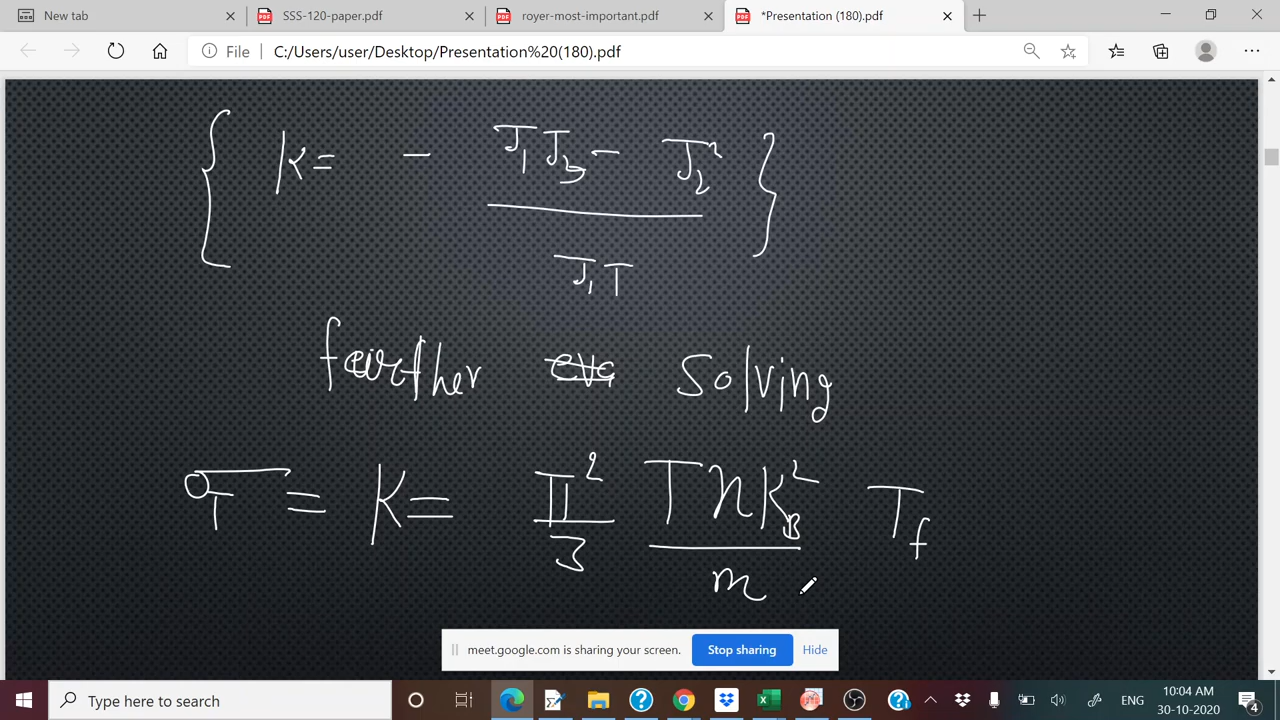 New tab
SSS-120-paper.pdf
royer-most-important.pdf
*Presentation (180).pdf
File C:/Users/user/Desktop/Presentation%20(180).pdf
{ K = - (J₁J₃ - J₂²) / (J₁T) }
further solving
σ_T = K = π²/3 Tnk_B²/m T_f
meet.google.com is sharing your screen. Stop sharing Hide
Type here to search
ENG
10:04 AM
30-10-2020
4